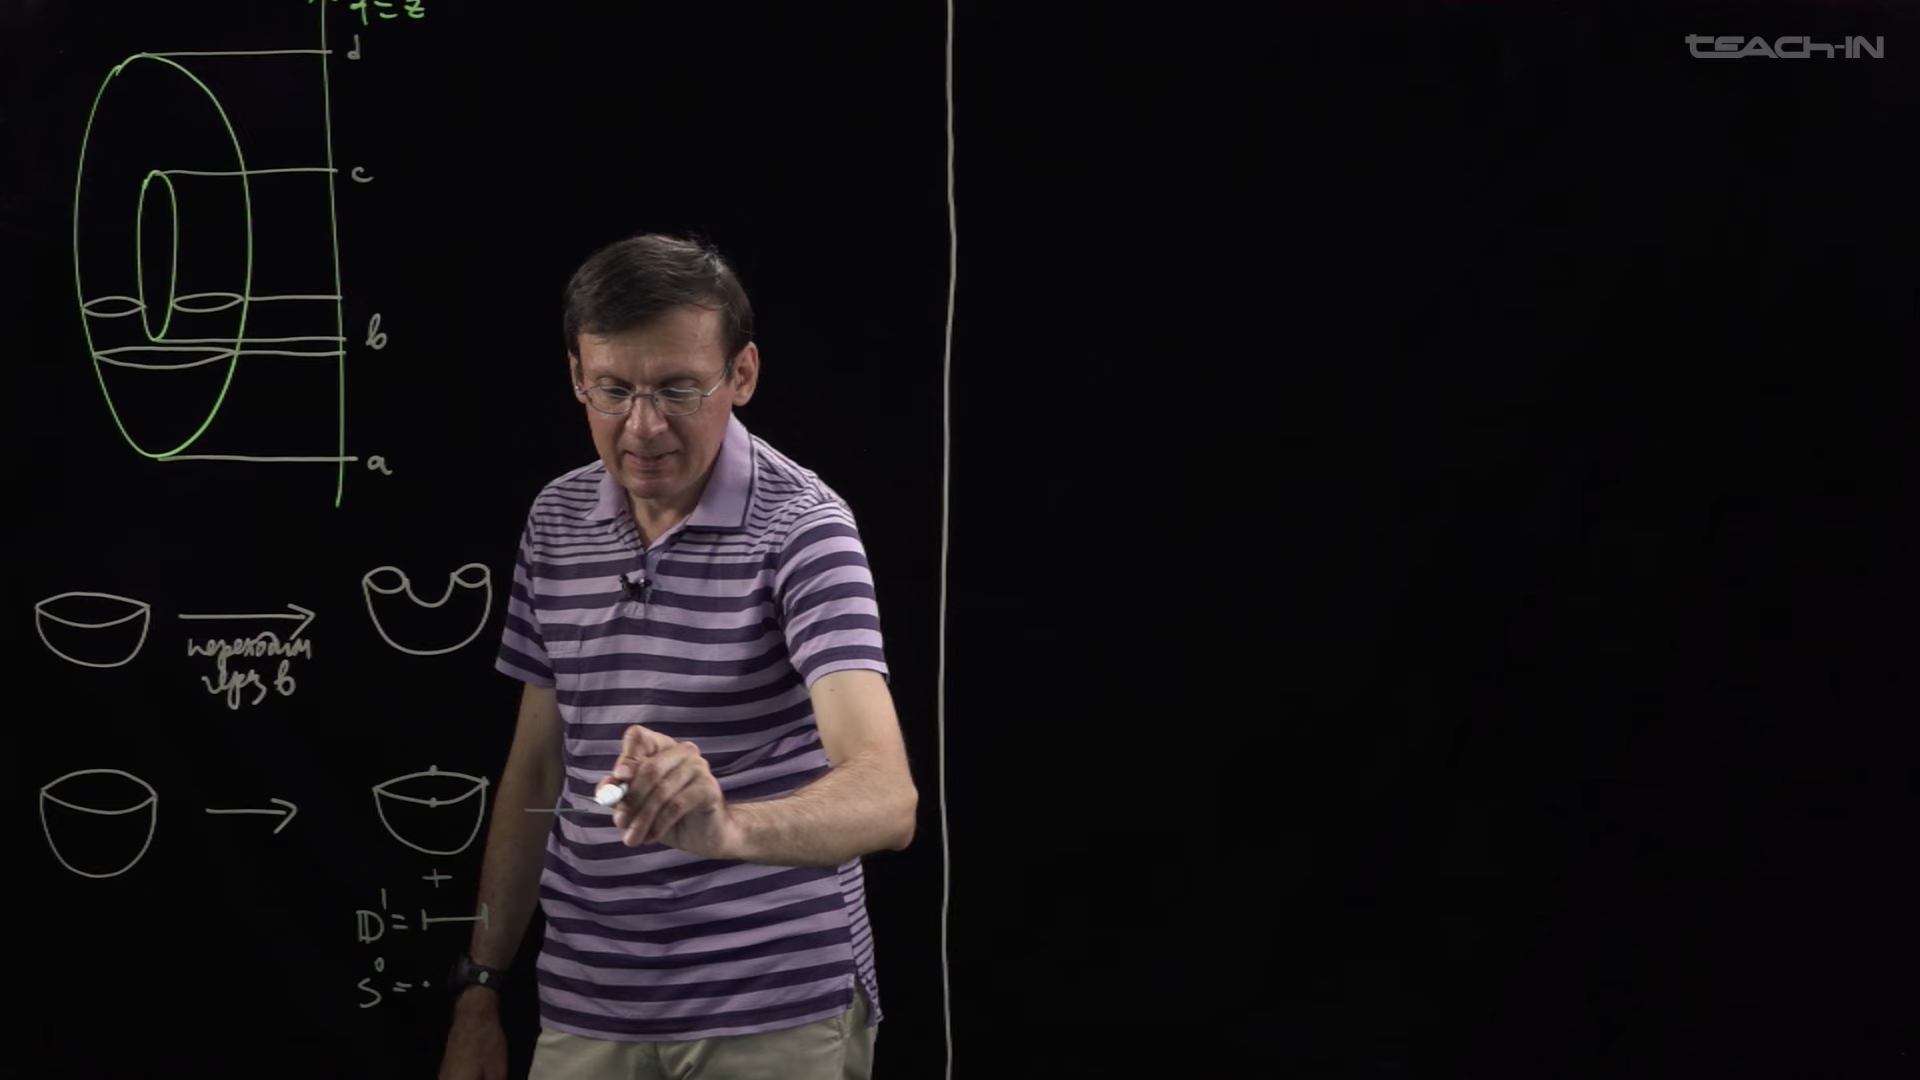 f=z
d
c
b
a
переходим
через b
+
D¹=
S⁰=
TEACH-IN